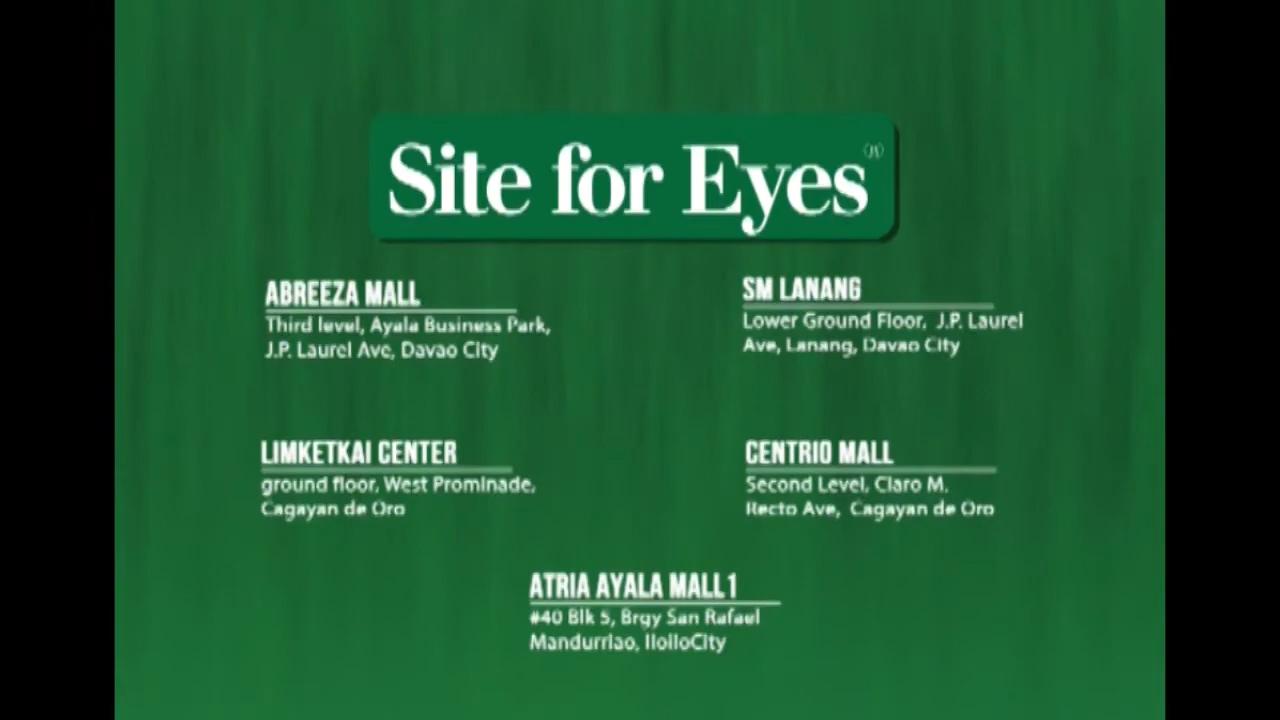 Site for Eyes®
ABREEZA MALL
Third level, Ayala Business Park,
J.P. Laurel Ave, Davao City
SM LANANG
Lower Ground Floor, J.P. Laurel
Ave, Lanang, Davao City
LIMKETKAI CENTER
ground floor, West Prominade,
Cagayan de Oro
CENTRIO MALL
Second Level, Claro M.
Recto Ave, Cagayan de Oro
ATRIA AYALA MALL 1
#40 Blk 5, Brgy San Rafael
Mandurriao, IloiloCity